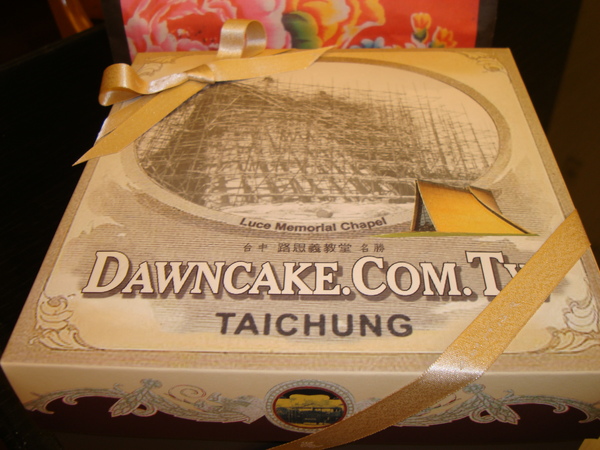 Luce Memorial Chapel
台中 路思義教堂 名勝
DAWNCAKE.COM.TW
TAICHUNG